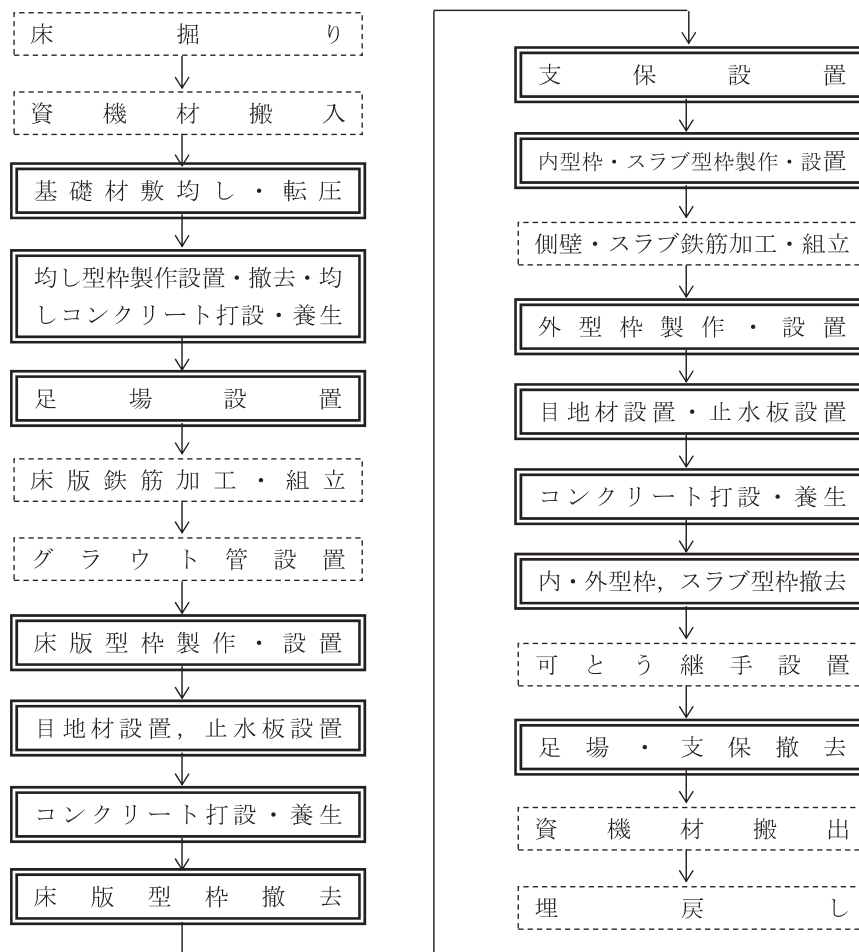 床掘り
資機材搬入
基礎材敷均し・転圧
均し型枠製作設置・撤去・均
しコンクリート打設・養生
足場設置
床版鉄筋加工・組立
グラウト管設置
床版型枠製作・設置
目地材設置，止水板設置
コンクリート打設・養生
床版型枠撤去
支保設置
内型枠・スラブ型枠製作・設置
側壁・スラブ鉄筋加工・組立
外型枠製作・設置
目地材設置・止水板設置
コンクリート打設・養生
内・外型枠，スラブ型枠撤去
可とう継手設置
足場・支保撤去
資機材搬出
埋戻し